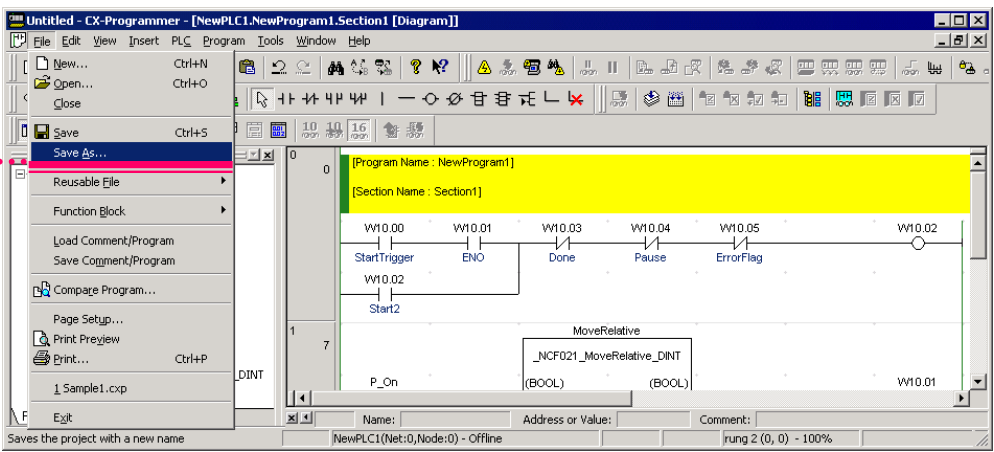 Untitled - CX-Programmer - [NewPLC1.NewProgram1.Section1 [Diagram]]
File Edit View Insert PLC Program Tools Window Help
New... Ctrl+N
Open... Ctrl+O
Close
Save Ctrl+S
Save As...
Reusable File
Function Block
Load Comment/Program
Save Comment/Program
Compare Program...
Page Setup...
Print Preview
Print... Ctrl+P
1 Sample1.cxp
Exit
10 10 16
_DINT
0
0
[Program Name : NewProgram1]
[Section Name : Section1]
W10.00 W10.01 W10.03 W10.04 W10.05 W10.02
StartTrigger ENO Done Pause ErrorFlag
W10.02
Start2
1
7
MoveRelative
_NCF021_MoveRelative_DINT
P_On (BOOL) (BOOL) W10.01
Name: Address or Value: Comment:
Saves the project with a new name NewPLC1(Net:0,Node:0) - Offline rung 2 (0, 0) - 100%